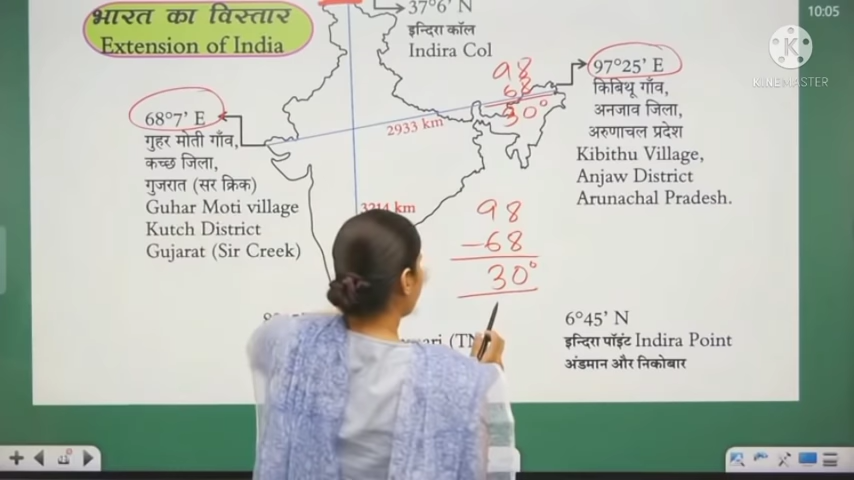 भारत का विस्तार
Extension of India
37°6’ N
इन्दिरा कॉल
Indira Col
10:05
KINEMASTER
98
68
30°
97°25’ E
किबिथू गाँव,
अनजाव जिला,
अरुणाचल प्रदेश
Kibithu Village,
Anjaw District
Arunachal Pradesh.
68°7’ E
गुहर मोती गाँव,
कच्छ जिला,
गुजरात (सर क्रिक)
Guhar Moti village
Kutch District
Gujarat (Sir Creek)
2933 km
3214 km
98
-68
30°
6°45’ N
इन्दिरा पॉइंट Indira Point
अंडमान और निकोबार